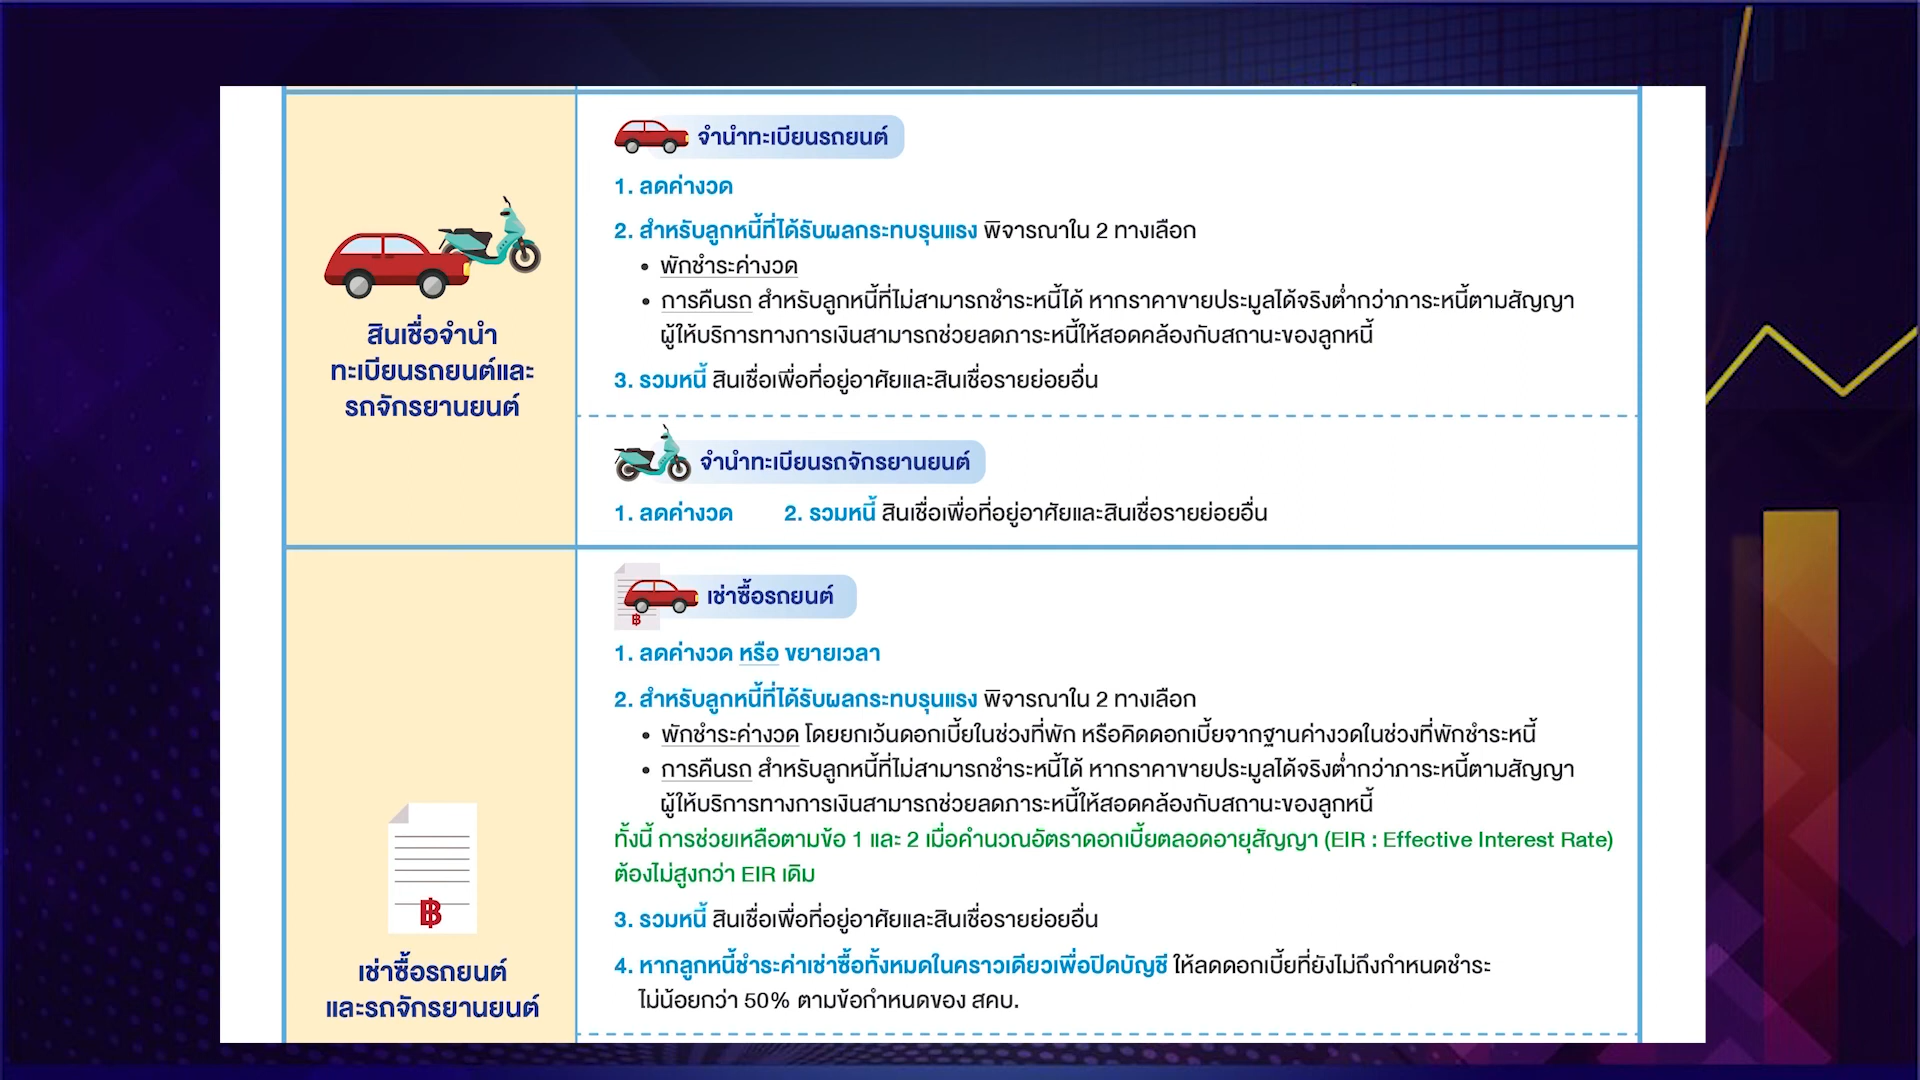 สินเชื่อจำนำ
ทะเบียนรถยนต์และ
รถจักรยานยนต์
จำนำทะเบียนรถยนต์
1. ลดค่างวด
2. สำหรับลูกหนี้ที่ได้รับผลกระทบรุนแรง พิจารณาใน 2 ทางเลือก
• พักชำระค่างวด
• การคืนรถ สำหรับลูกหนี้ที่ไม่สามารถชำระหนี้ได้ หากราคาขายประมูลได้จริงต่ำกว่าภาระหนี้ตามสัญญา
ผู้ให้บริการทางการเงินสามารถช่วยลดภาระหนี้ให้สอดคล้องกับสถานะของลูกหนี้
3. รวมหนี้ สินเชื่อเพื่อที่อยู่อาศัยและสินเชื่อรายย่อยอื่น
จำนำทะเบียนรถจักรยานยนต์
1. ลดค่างวด 2. รวมหนี้ สินเชื่อเพื่อที่อยู่อาศัยและสินเชื่อรายย่อยอื่น
฿
เช่าซื้อรถยนต์
และรถจักรยานยนต์
฿
เช่าซื้อรถยนต์
1. ลดค่างวด หรือ ขยายเวลา
2. สำหรับลูกหนี้ที่ได้รับผลกระทบรุนแรง พิจารณาใน 2 ทางเลือก
• พักชำระค่างวด โดยยกเว้นดอกเบี้ยในช่วงที่พัก หรือคิดดอกเบี้ยจากฐานค่างวดในช่วงที่พักชำระหนี้
• การคืนรถ สำหรับลูกหนี้ที่ไม่สามารถชำระหนี้ได้ หากราคาขายประมูลได้จริงต่ำกว่าภาระหนี้ตามสัญญา
ผู้ให้บริการทางการเงินสามารถช่วยลดภาระหนี้ให้สอดคล้องกับสถานะของลูกหนี้
ทั้งนี้ การช่วยเหลือตามข้อ 1 และ 2 เมื่อคำนวณอัตราดอกเบี้ยตลอดอายุสัญญา (EIR : Effective Interest Rate)
ต้องไม่สูงกว่า EIR เดิม
3. รวมหนี้ สินเชื่อเพื่อที่อยู่อาศัยและสินเชื่อรายย่อยอื่น
4. หากลูกหนี้ชำระค่าเช่าซื้อทั้งหมดในคราวเดียวเพื่อปิดบัญชี ให้ลดดอกเบี้ยที่ยังไม่ถึงกำหนดชำระ
ไม่น้อยกว่า 50% ตามข้อกำหนดของ สคบ.